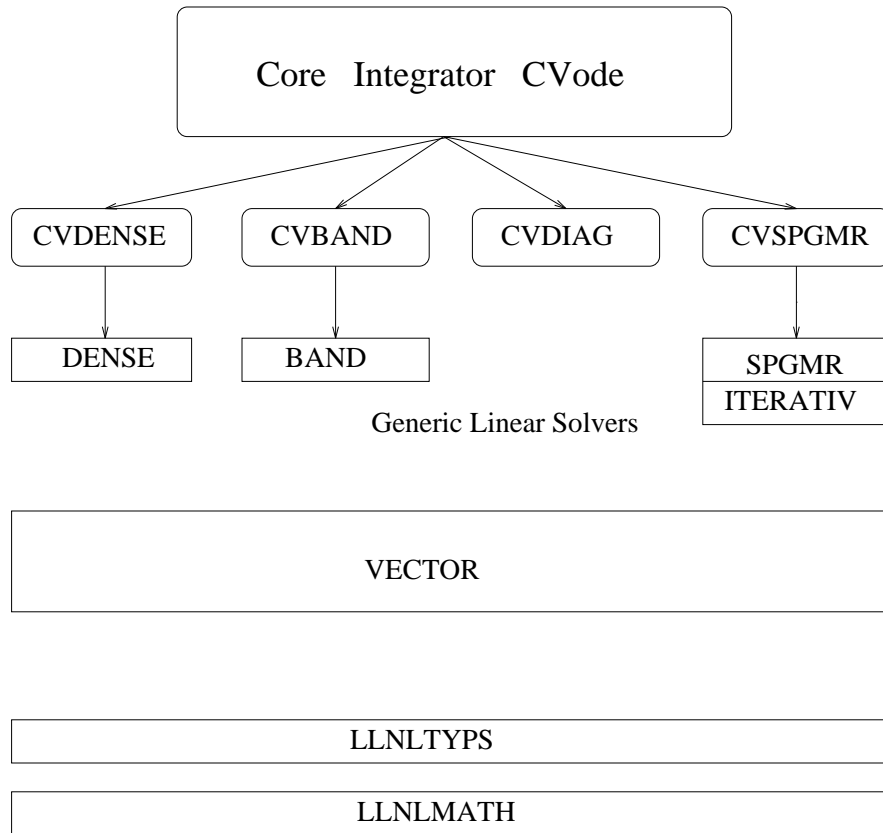 Core Integrator CVode
CVDENSE
CVBAND
CVDIAG
CVSPGMR
DENSE
BAND
SPGMR
ITERATIV
Generic Linear Solvers
VECTOR
LLNLTYPS
LLNLMATH